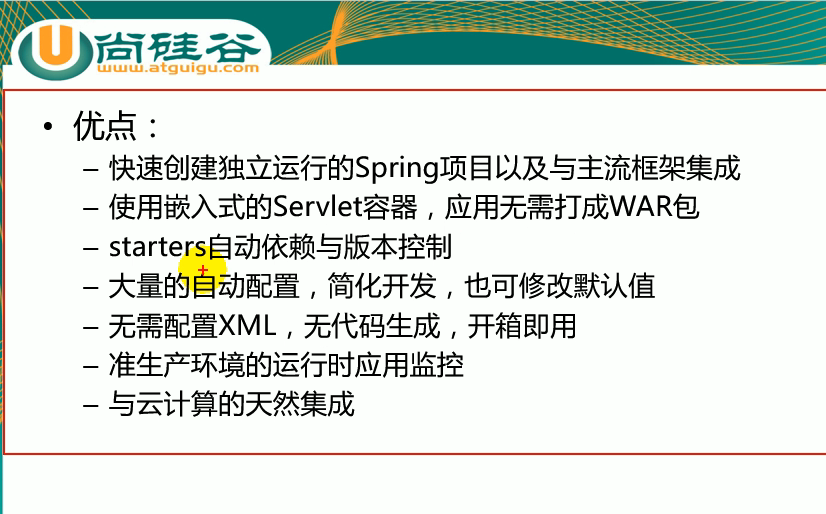 尚硅谷
www.atguigu.com
• 优点：
– 快速创建独立运行的Spring项目以及与主流框架集成
– 使用嵌入式的Servlet容器，应用无需打成WAR包
– starters自动依赖与版本控制
– 大量的自动配置，简化开发，也可修改默认值
– 无需配置XML，无代码生成，开箱即用
– 准生产环境的运行时应用监控
– 与云计算的天然集成